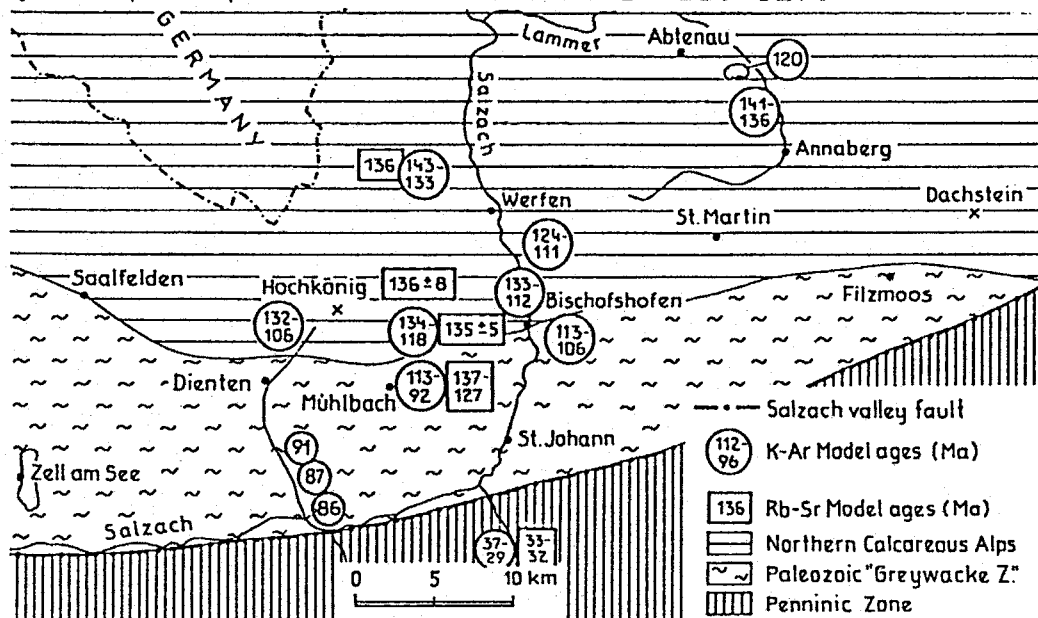 GERMANY
Lammer
Abtenau
120
Salzach
141-
136
Annaberg
136
143-
133
Werfen
Dachstein
St. Martin
124-
111
Saalfelden
Hochkönig
136 ± 8
133-
112
Bischofshofen
Filzmoos
132-
106
134-
118
135 ± 5
113-
106
Dienten
Mühlbach
113-
92
137-
127
St. Johann
91
87
86
Zell am See
Salzach
37-
29
33-
32
0 5 10 km
Salzach valley fault
112-
96
K-Ar Model ages (Ma)
136
Rb-Sr Model ages (Ma)
Northern Calcareous Alps
Paleozoic "Greywacke Z."
Penninic Zone